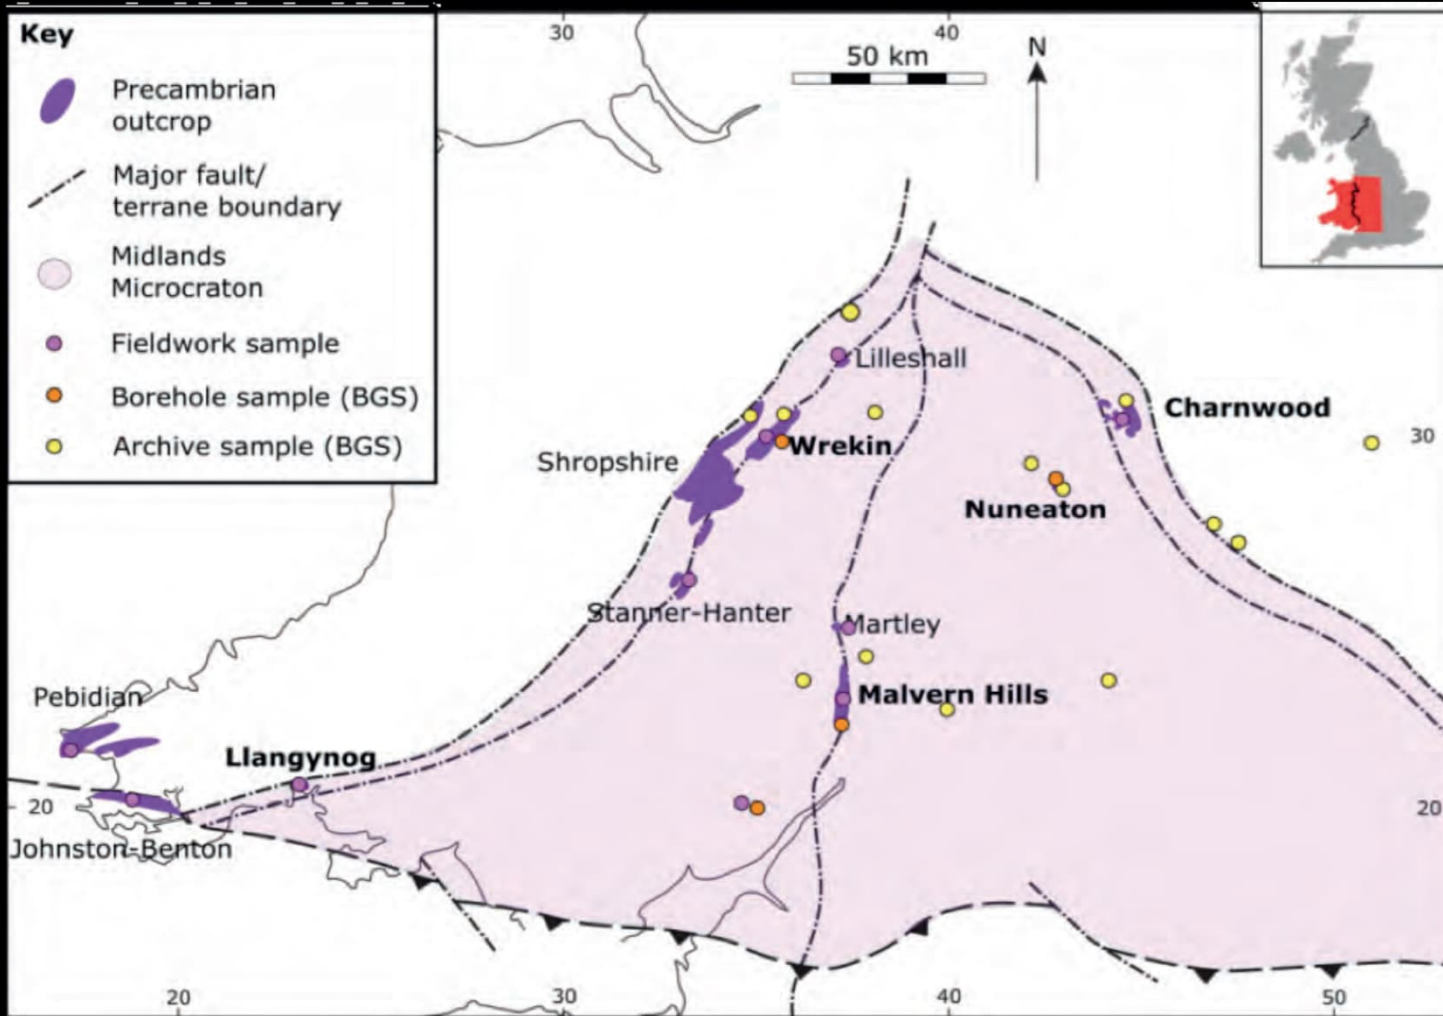 Key
Precambrian
outcrop
Major fault/
terrane boundary
Midlands
Microcraton
Fieldwork sample
Borehole sample (BGS)
Archive sample (BGS)
30
40
50 km
N
Lilleshall
Charnwood
30
Wrekin
Shropshire
Nuneaton
Stanner-Hanter
Martley
Malvern Hills
Pebidian
Llangynog
20
20
Johnston-Benton
20
30
40
50